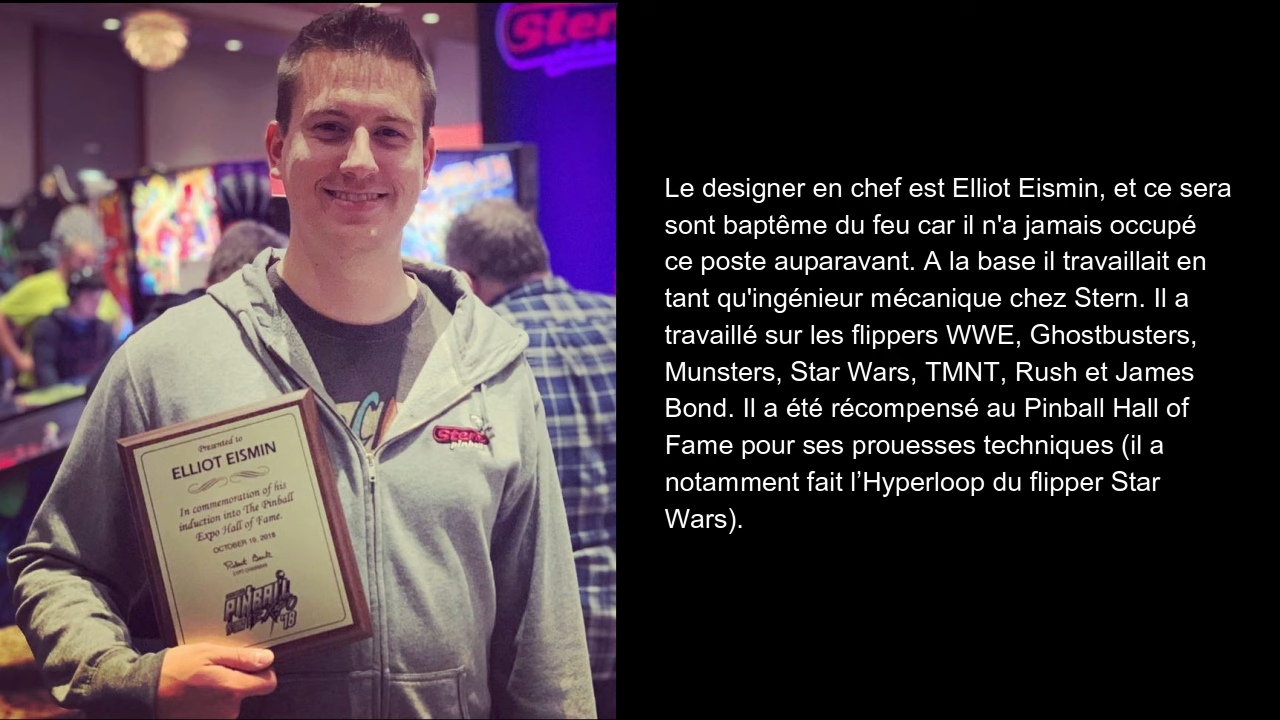 Stern
pinball
Le designer en chef est Elliot Eismin, et ce sera
sont baptême du feu car il n'a jamais occupé
ce poste auparavant. A la base il travaillait en
tant qu'ingénieur mécanique chez Stern. Il a
travaillé sur les flippers WWE, Ghostbusters,
Munsters, Star Wars, TMNT, Rush et James
Bond. Il a été récompensé au Pinball Hall of
Fame pour ses prouesses techniques (il a
notamment fait l’Hyperloop du flipper Star
Wars).
Stern
pinball
Presented to
ELLIOT EISMIN
In commemoration of his
induction into The Pinball
Expo Hall of Fame.
OCTOBER 19, 2018
EXPO CHAIRMAN
PINBALL
'18